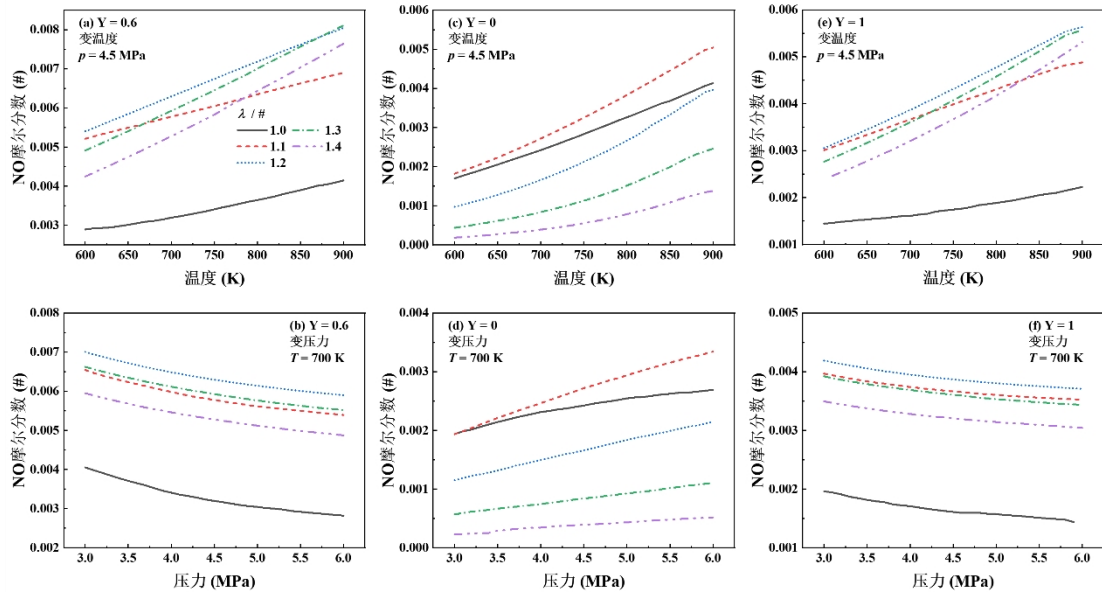 (a) Y = 0.6
变温度
p = 4.5 MPa
NO摩尔分数 (#)
0.008
0.007
0.006
0.005
0.004
0.003
λ / #
1.0
1.3
1.1
1.4
1.2
600 650 700 750 800 850 900
温度 (K)
(c) Y = 0
变温度
p = 4.5 MPa
NO摩尔分数 (#)
0.006
0.005
0.004
0.003
0.002
0.001
0.000
600 650 700 750 800 850 900
温度 (K)
(e) Y = 1
变温度
p = 4.5 MPa
NO摩尔分数 (#)
0.006
0.005
0.004
0.003
0.002
0.001
600 650 700 750 800 850 900
温度 (K)
(b) Y = 0.6
变压力
T = 700 K
NO摩尔分数 (#)
0.008
0.007
0.006
0.005
0.004
0.003
0.002
3.0 3.5 4.0 4.5 5.0 5.5 6.0
压力 (MPa)
(d) Y = 0
变压力
T = 700 K
NO摩尔分数 (#)
0.004
0.003
0.002
0.001
0.000
3.0 3.5 4.0 4.5 5.0 5.5 6.0
压力 (MPa)
(f) Y = 1
变压力
T = 700 K
NO摩尔分数 (#)
0.005
0.004
0.003
0.002
0.001
3.0 3.5 4.0 4.5 5.0 5.5 6.0
压力 (MPa)